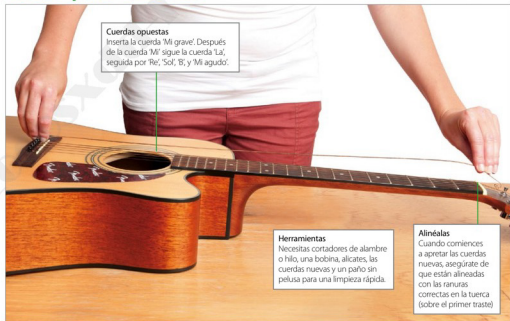 Cuerdas opuestas
Inserta la cuerda ‘Mi grave’. Después
de la cuerda ‘Mi’ sigue la cuerda ‘La’,
seguida por ‘Re’, ‘Sol’, ‘B’, y ‘Mi agudo’.
Herramientas
Necesitas cortadores de alambre
o hilo, una bobina, alicates, las
cuerdas nuevas y un paño sin
pelusa para una limpieza rápida.
Alinéalas
Cuando comiences
a apretar las cuerdas
nuevas, asegúrate de
que están alineadas
con las ranuras
correctas en la tuerca
(sobre el primer traste)